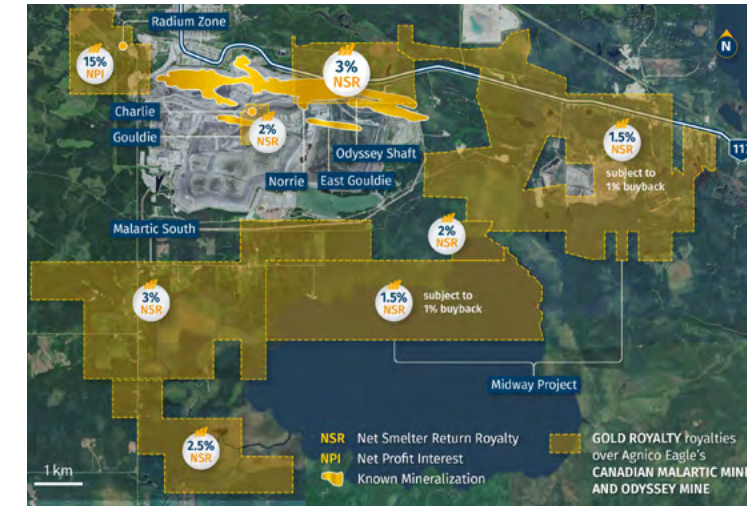 Radium Zone
15%
NPI
3%
NSR
N
Charlie
Gouldie
2%
NSR
Odyssey Shaft
1.5%
NSR
117
subject to
1% buyback
Norrie
East Gouldie
Malartic South
2%
NSR
3%
NSR
1.5%
NSR
subject to
1% buyback
Midway Project
2.5%
NSR
NSR Net Smelter Return Royalty
NPI Net Profit Interest
Known Mineralization
GOLD ROYALTY royalties
over Agnico Eagle's
CANADIAN MALARTIC MINE
AND ODYSSEY MINE
1 km